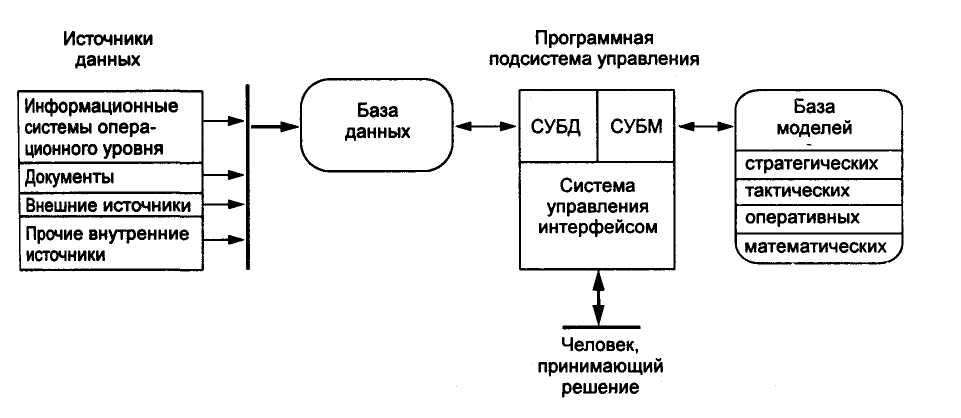 Источники
данных
Информационные
системы опера-
ционного уровня
Документы
Внешние источники
Прочие внутренние
источники
База
данных
Программная
подсистема управления
СУБД
СУБМ
Система
управления
интерфейсом
База
моделей
стратегических
тактических
оперативных
математических
Человек,
принимающий
решение